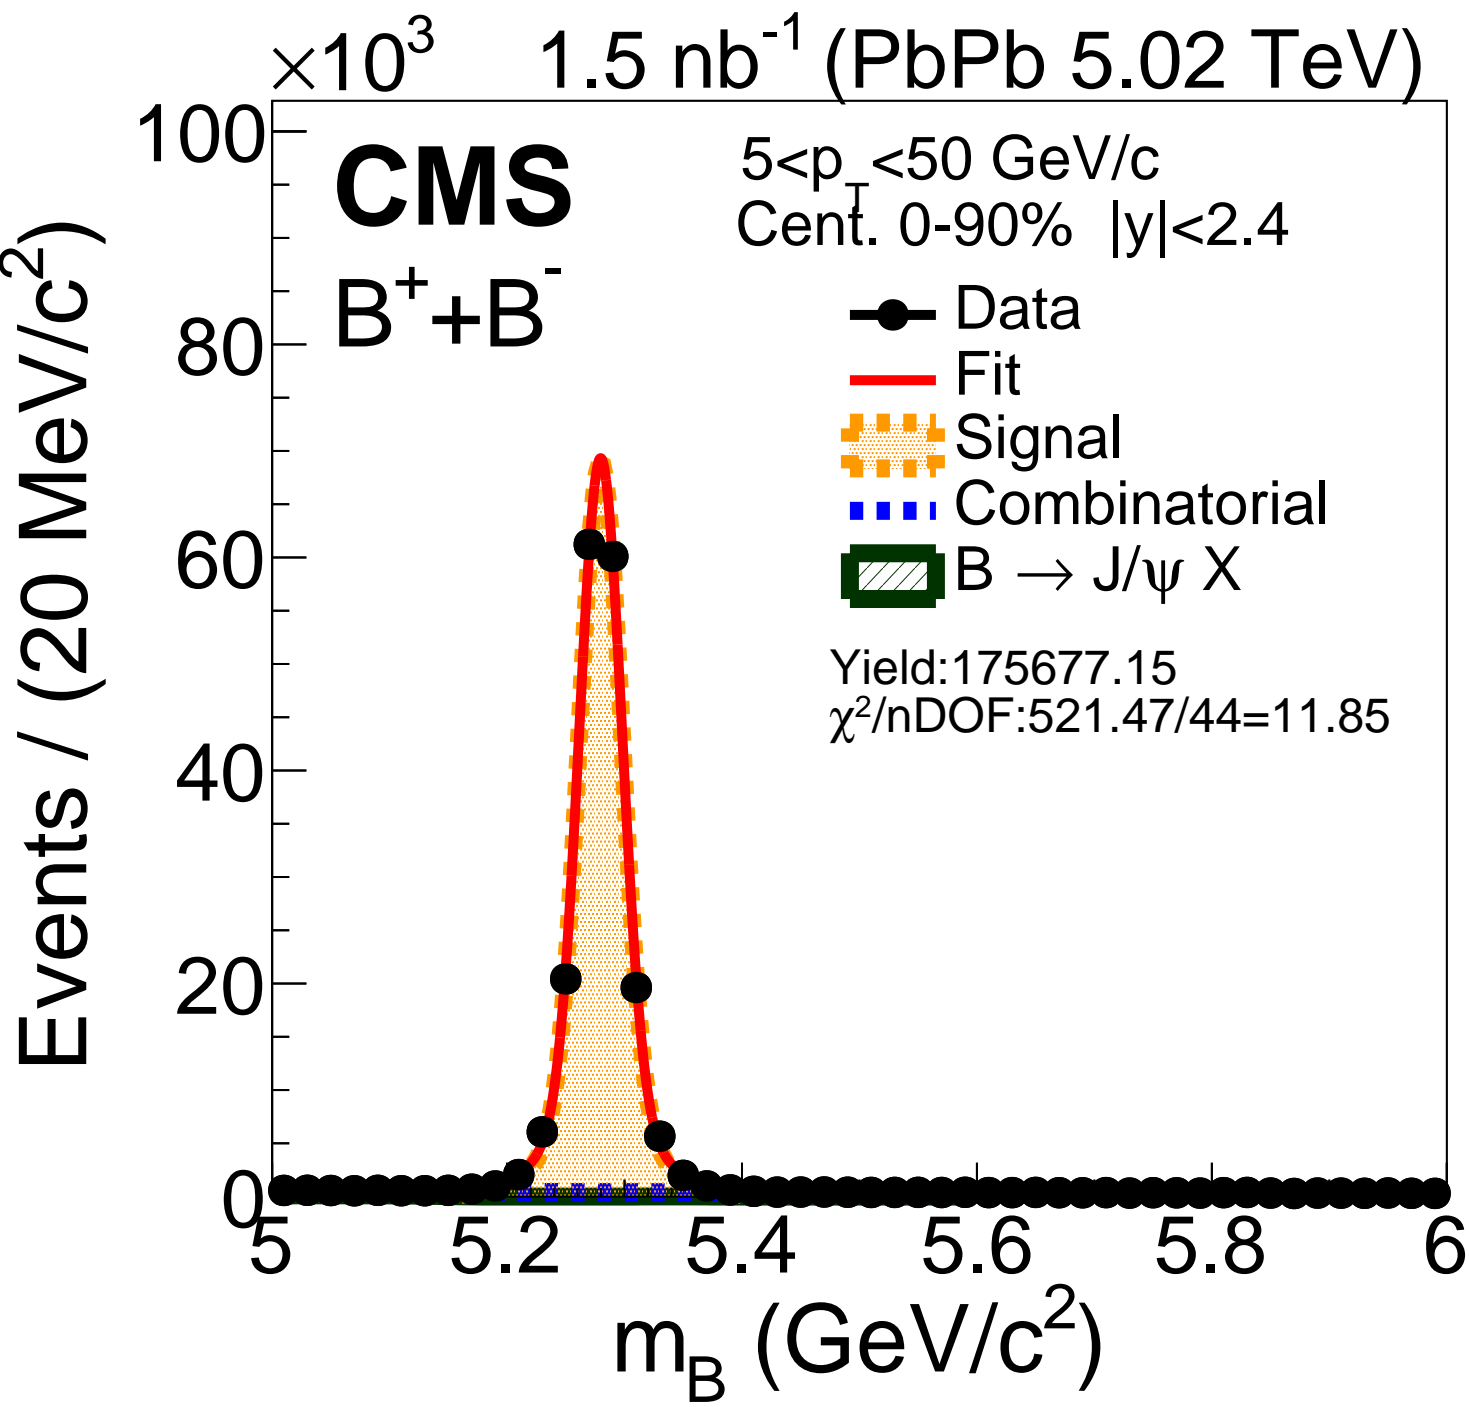 ×10³ 1.5 nb⁻¹ (PbPb 5.02 TeV)
CMS
B⁺+B⁻
5<p_T<50 GeV/c
Cent. 0-90% |y|<2.4
Data
Fit
Signal
Combinatorial
B → J/ψ X
Yield:175677.15
χ²/nDOF:521.47/44=11.85
Events / (20 MeV/c²)
100
80
60
40
20
0
5 5.2 5.4 5.6 5.8 6
m_B (GeV/c²)